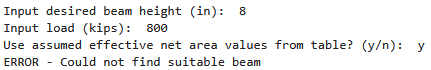 Input desired beam height (in):  8
Input load (kips):  800
Use assumed effective net area values from table? (y/n):  y
ERROR - Could not find suitable beam